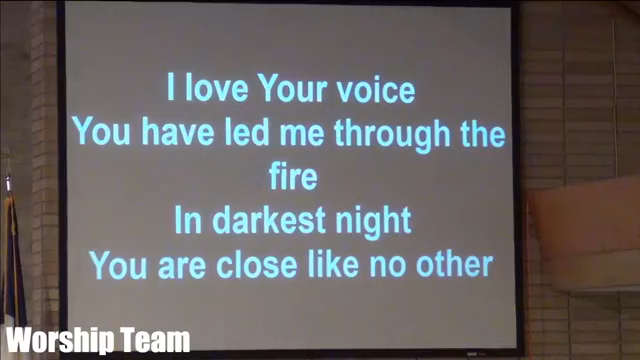 I love Your voice
You have led me through the
fire
In darkest night
You are close like no other
Worship Team